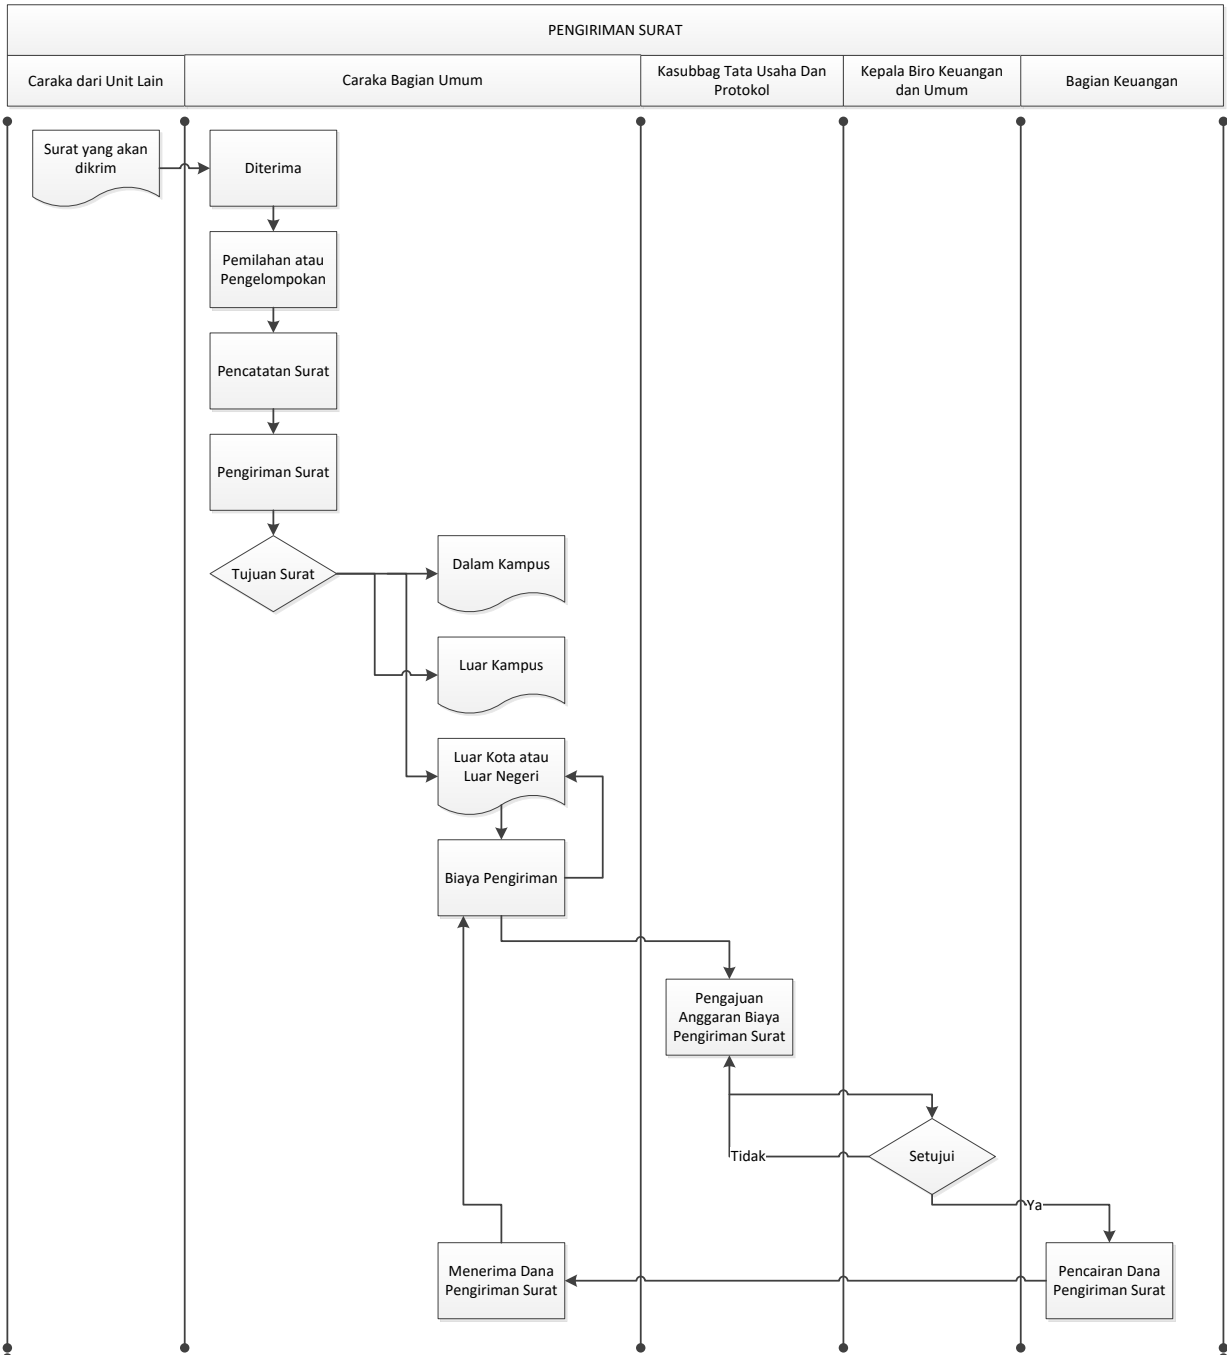 PENGIRIMAN SURAT
Caraka dari Unit Lain
Caraka Bagian Umum
Kasubbag Tata Usaha Dan
Protokol
Kepala Biro Keuangan
dan Umum
Bagian Keuangan
Surat yang akan
dikrim
Diterima
Pemilahan atau
Pengelompokan
Pencatatan Surat
Pengiriman Surat
Tujuan Surat
Dalam Kampus
Luar Kampus
Luar Kota atau
Luar Negeri
Biaya Pengiriman
Pengajuan
Anggaran Biaya
Pengiriman Surat
Tidak
Setujui
Ya
Menerima Dana
Pengiriman Surat
Pencairan Dana
Pengiriman Surat